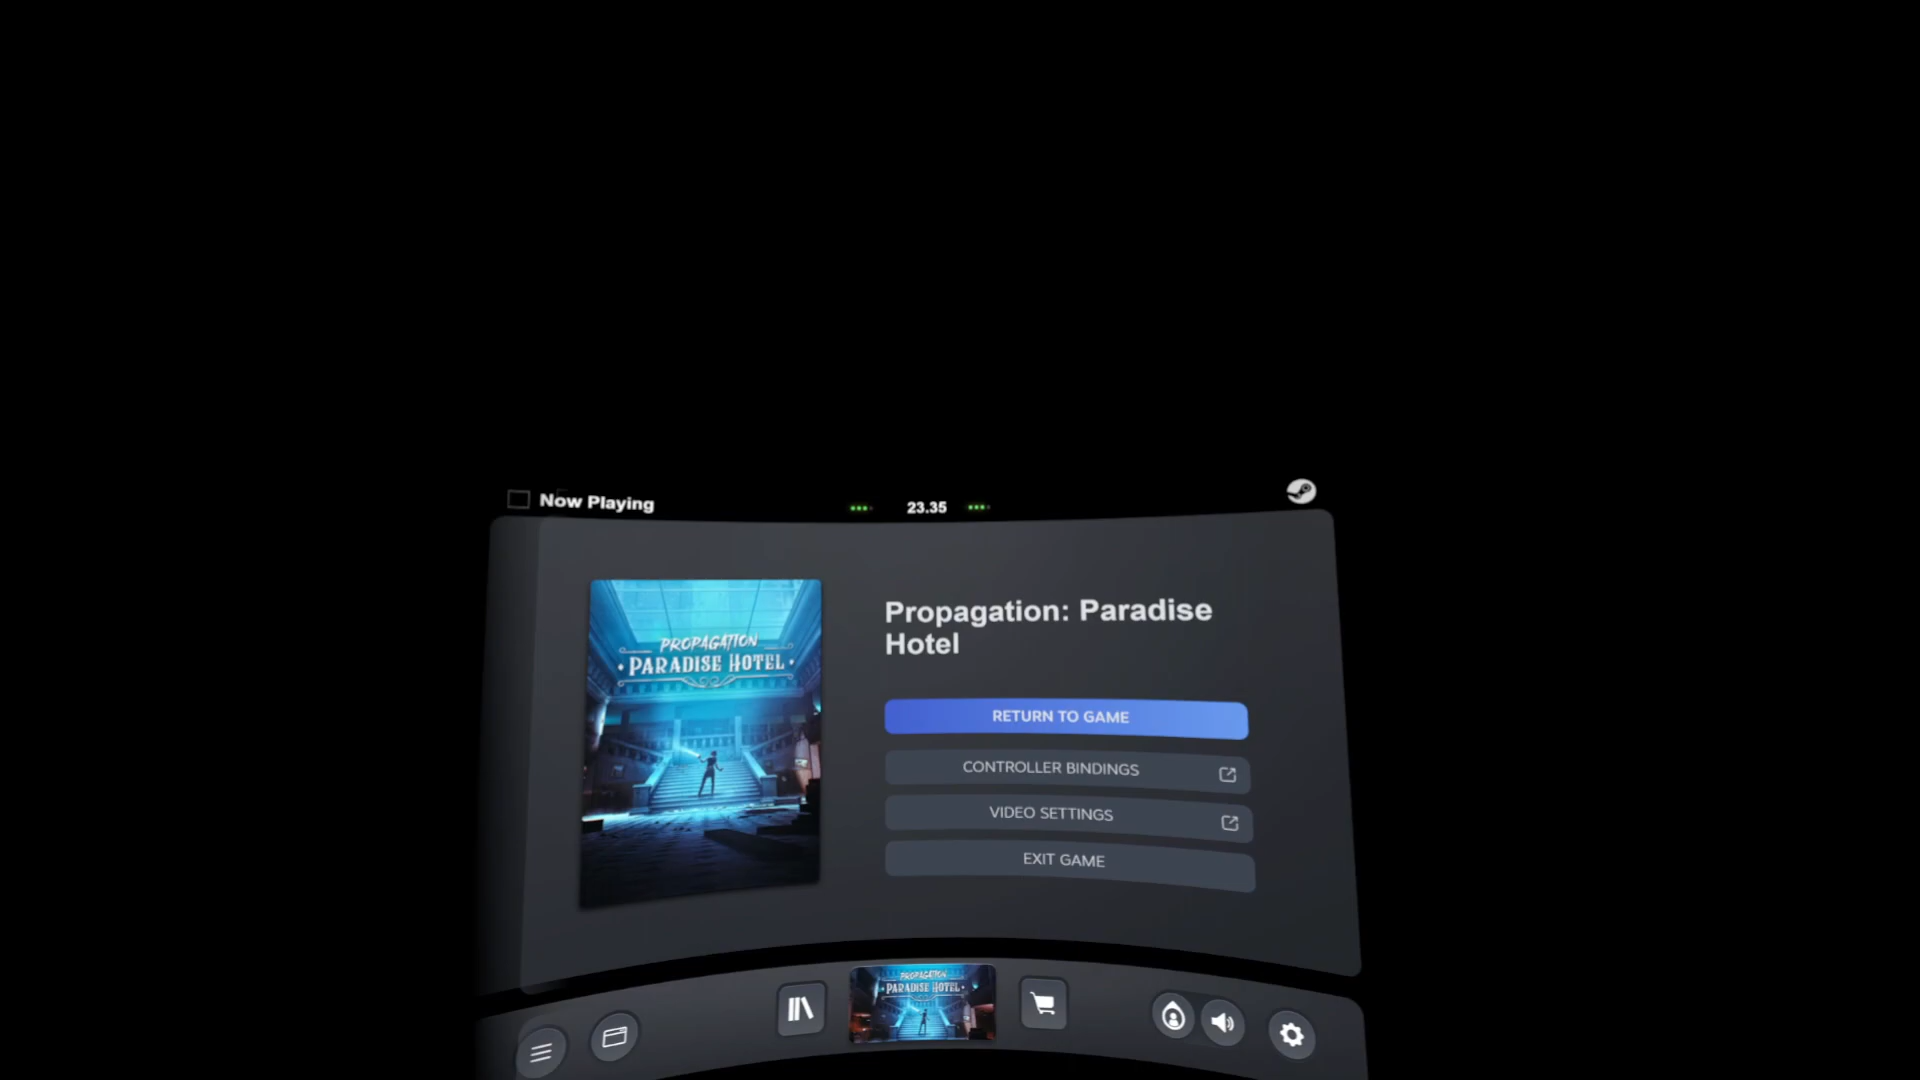 Now Playing
23.35
PROPAGATION
PARADISE HOTEL
Propagation: Paradise
Hotel
RETURN TO GAME
CONTROLLER BINDINGS
VIDEO SETTINGS
EXIT GAME
PROPAGATION
PARADISE HOTEL